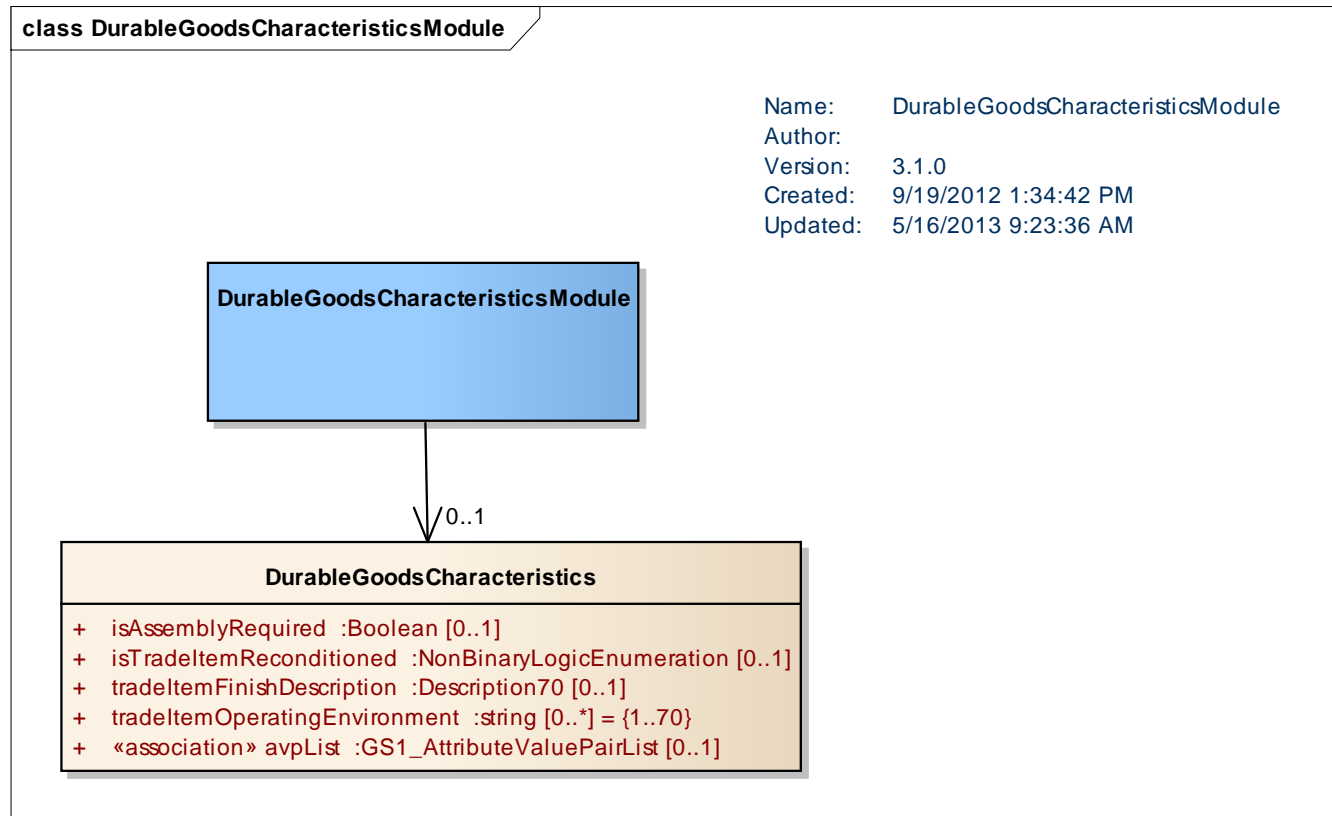 class DurableGoodsCharacteristicsModule
Name: DurableGoodsCharacteristicsModule
Author:
Version: 3.1.0
Created: 9/19/2012 1:34:42 PM
Updated: 5/16/2013 9:23:36 AM
DurableGoodsCharacteristicsModule
0..1
DurableGoodsCharacteristics
+ isAssemblyRequired :Boolean [0..1]
+ isTradeItemReconditioned :NonBinaryLogicEnumeration [0..1]
+ tradeItemFinishDescription :Description70 [0..1]
+ tradeItemOperatingEnvironment :string [0..*] = {1..70}
+ «association» avpList :GS1_AttributeValuePairList [0..1]